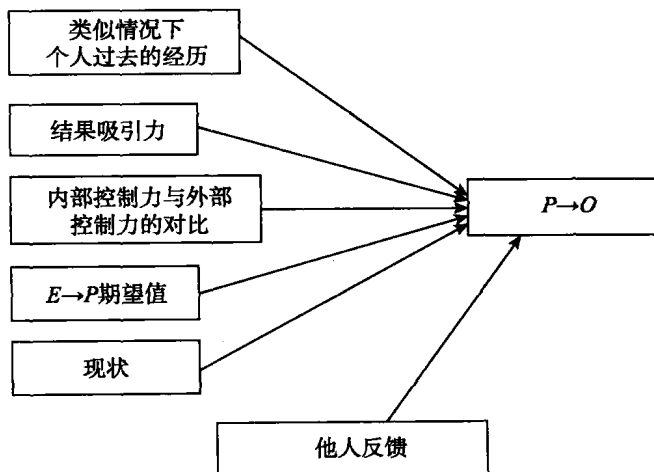 类似情况下
个人过去的经历
结果吸引力
内部控制力与外部
控制力的对比
P→O
E→P期望值
现状
他人反馈